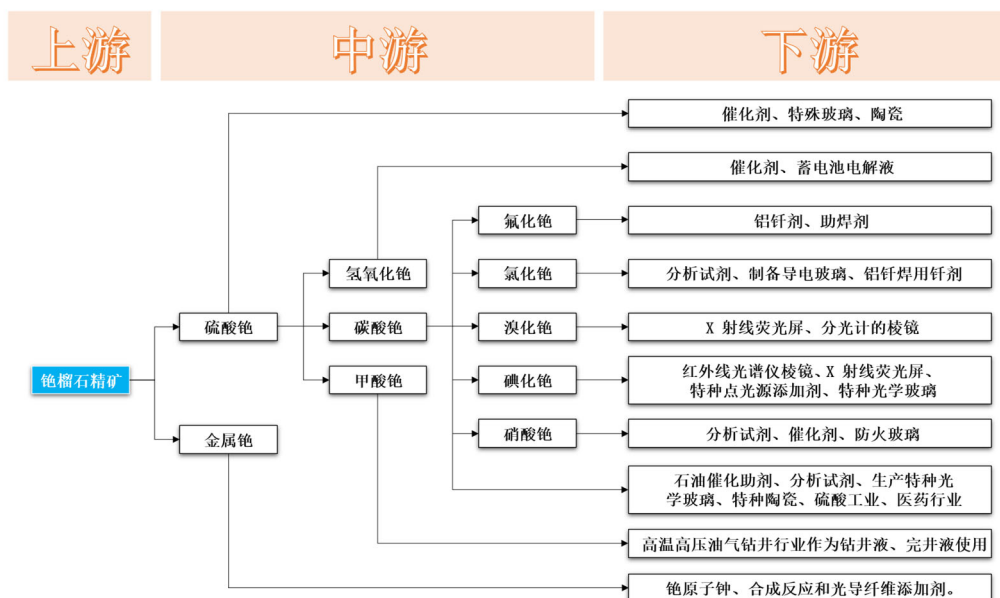 上游
中游
下游
催化剂、特殊玻璃、陶瓷
催化剂、蓄电池电解液
氟化铯
铝钎剂、助焊剂
氢氧化铯
氯化铯
分析试剂、制备导电玻璃、铝钎焊用钎剂
硫酸铯
碳酸铯
溴化铯
X 射线荧光屏、分光计的棱镜
铯榴石精矿
甲酸铯
碘化铯
红外线光谱仪棱镜、X 射线荧光屏、
特种点光源添加剂、特种光学玻璃
金属铯
硝酸铯
分析试剂、催化剂、防火玻璃
石油催化助剂、分析试剂、生产特种光
学玻璃、特种陶瓷、硫酸工业、医药行业
高温高压油气钻井行业作为钻井液、完井液使用
铯原子钟、合成反应和光导纤维添加剂。